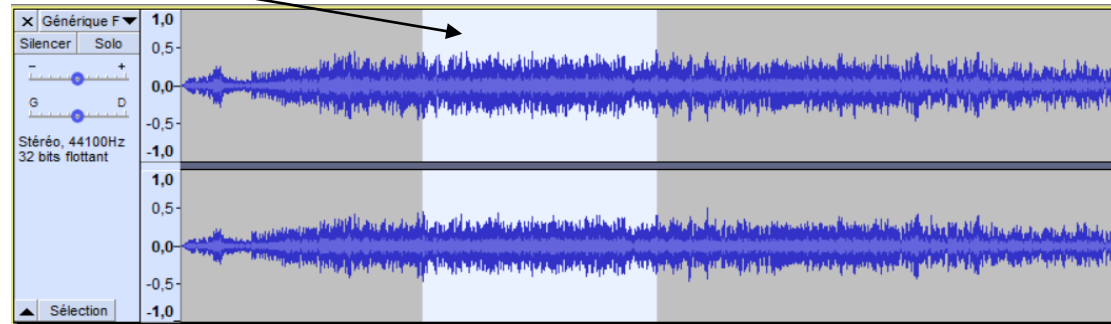 × Générique F▼
Silencer Solo
- +
G D
Stéréo, 44100Hz
32 bits flottant
▲ Sélection
1,0
0,5-
0,0-
-0,5-
-1,0
1,0
0,5-
0,0-
-0,5-
-1,0